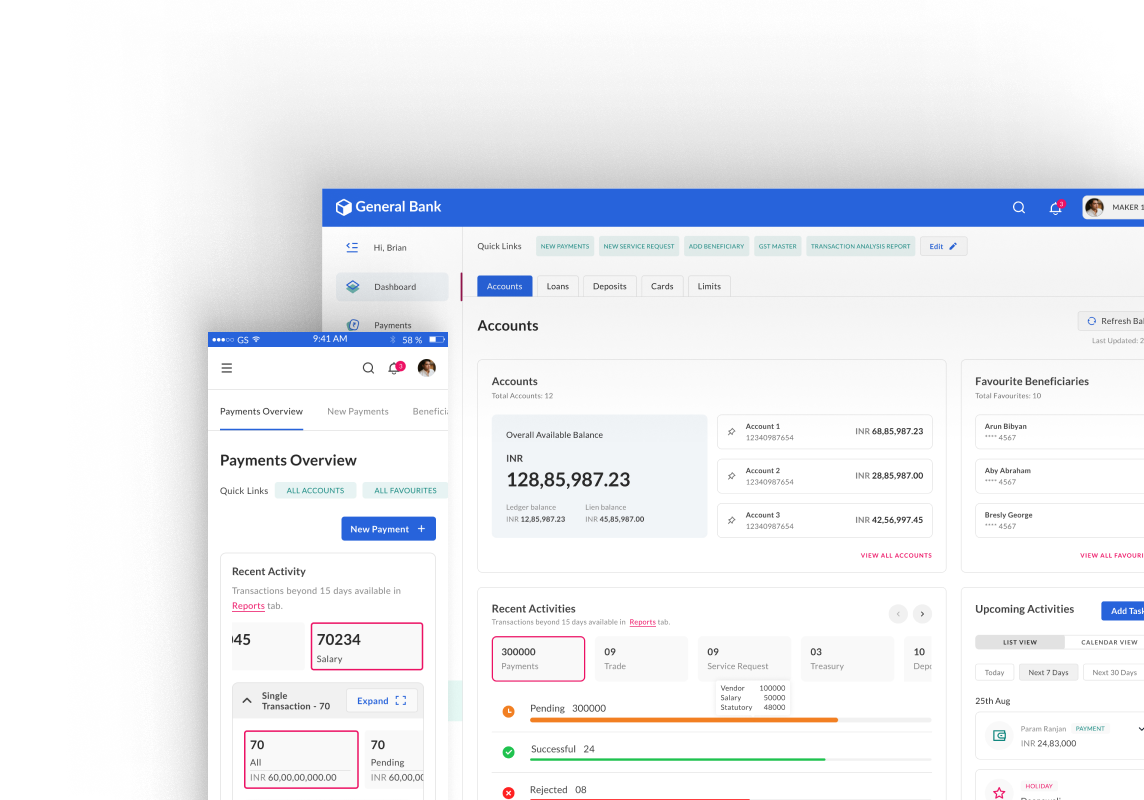 General Bank
3
MAKER 1
Hi, Brian
Dashboard
Payments
Quick Links
NEW PAYMENTS
NEW SERVICE REQUEST
ADD BENEFICIARY
GST MASTER
TRANSACTION ANALYSIS REPORT
Edit
Accounts
Loans
Deposits
Cards
Limits
Accounts
Refresh Bal
Last Updated: 2
Accounts
Total Accounts: 12
Overall Available Balance
INR
128,85,987.23
Ledger balance
INR 12,85,987.23
Lien balance
INR 45,85,987.00
Account 1
12340987654
INR 68,85,987.23
Account 2
12340987654
INR 28,85,987.00
Account 3
12340987654
INR 42,56,997.45
VIEW ALL ACCOUNTS
Favourite Beneficiaries
Total Favourites: 10
Arun Bibyan
**** 4567
Aby Abraham
**** 4567
Bresly George
**** 4567
VIEW ALL FAVOURI
Recent Activities
Transactions beyond 15 days available in Reports tab.
300000
Payments
09
Trade
09
Service Request
03
Treasury
10
Depo
Vendor 100000
Salary 50000
Statutory 48000
Pending 300000
Successful 24
Rejected 08
Upcoming Activities
Add Task
LIST VIEW
CALENDAR VIEW
Today
Next 7 Days
Next 30 Days
25th Aug
Param Ranjan PAYMENT
INR 24,83,000
HOLIDAY
GS
9:41 AM
58 %
3
Payments Overview
New Payments
Beneficia
Payments Overview
Quick Links
ALL ACCOUNTS
ALL FAVOURITES
New Payment +
Recent Activity
Transactions beyond 15 days available in
Reports tab.
45
70234
Salary
Single
Transaction - 70
Expand
70
All
INR 60,00,00,000.00
70
Pending
INR 60,00,00